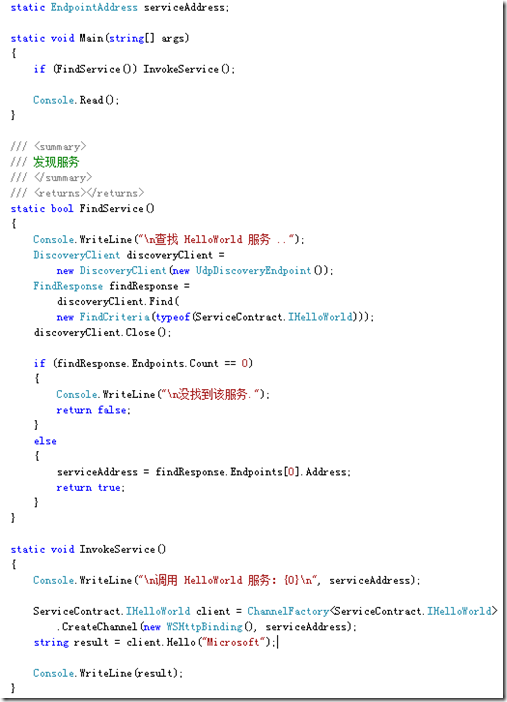 static EndpointAddress serviceAddress;
static void Main(string[] args)
{
if (FindService()) InvokeService();
Console.Read();
}
/// <summary>
/// 发现服务
/// </summary>
/// <returns></returns>
static bool FindService()
{
Console.WriteLine("\n查找 HelloWorld 服务 ..");
DiscoveryClient discoveryClient =
new DiscoveryClient(new UdpDiscoveryEndpoint());
FindResponse findResponse =
discoveryClient.Find(
new FindCriteria(typeof(ServiceContract.IHelloWorld)));
discoveryClient.Close();
if (findResponse.Endpoints.Count == 0)
{
Console.WriteLine("\n没找到该服务.");
return false;
}
else
{
serviceAddress = findResponse.Endpoints[0].Address;
return true;
}
}
static void InvokeService()
{
Console.WriteLine("\n调用 HelloWorld 服务: {0}\n", serviceAddress);
ServiceContract.IHelloWorld client = ChannelFactory<ServiceContract.IHelloWorld>
.CreateChannel(new WSHttpBinding(), serviceAddress);
string result = client.Hello("Microsoft");
Console.WriteLine(result);
}